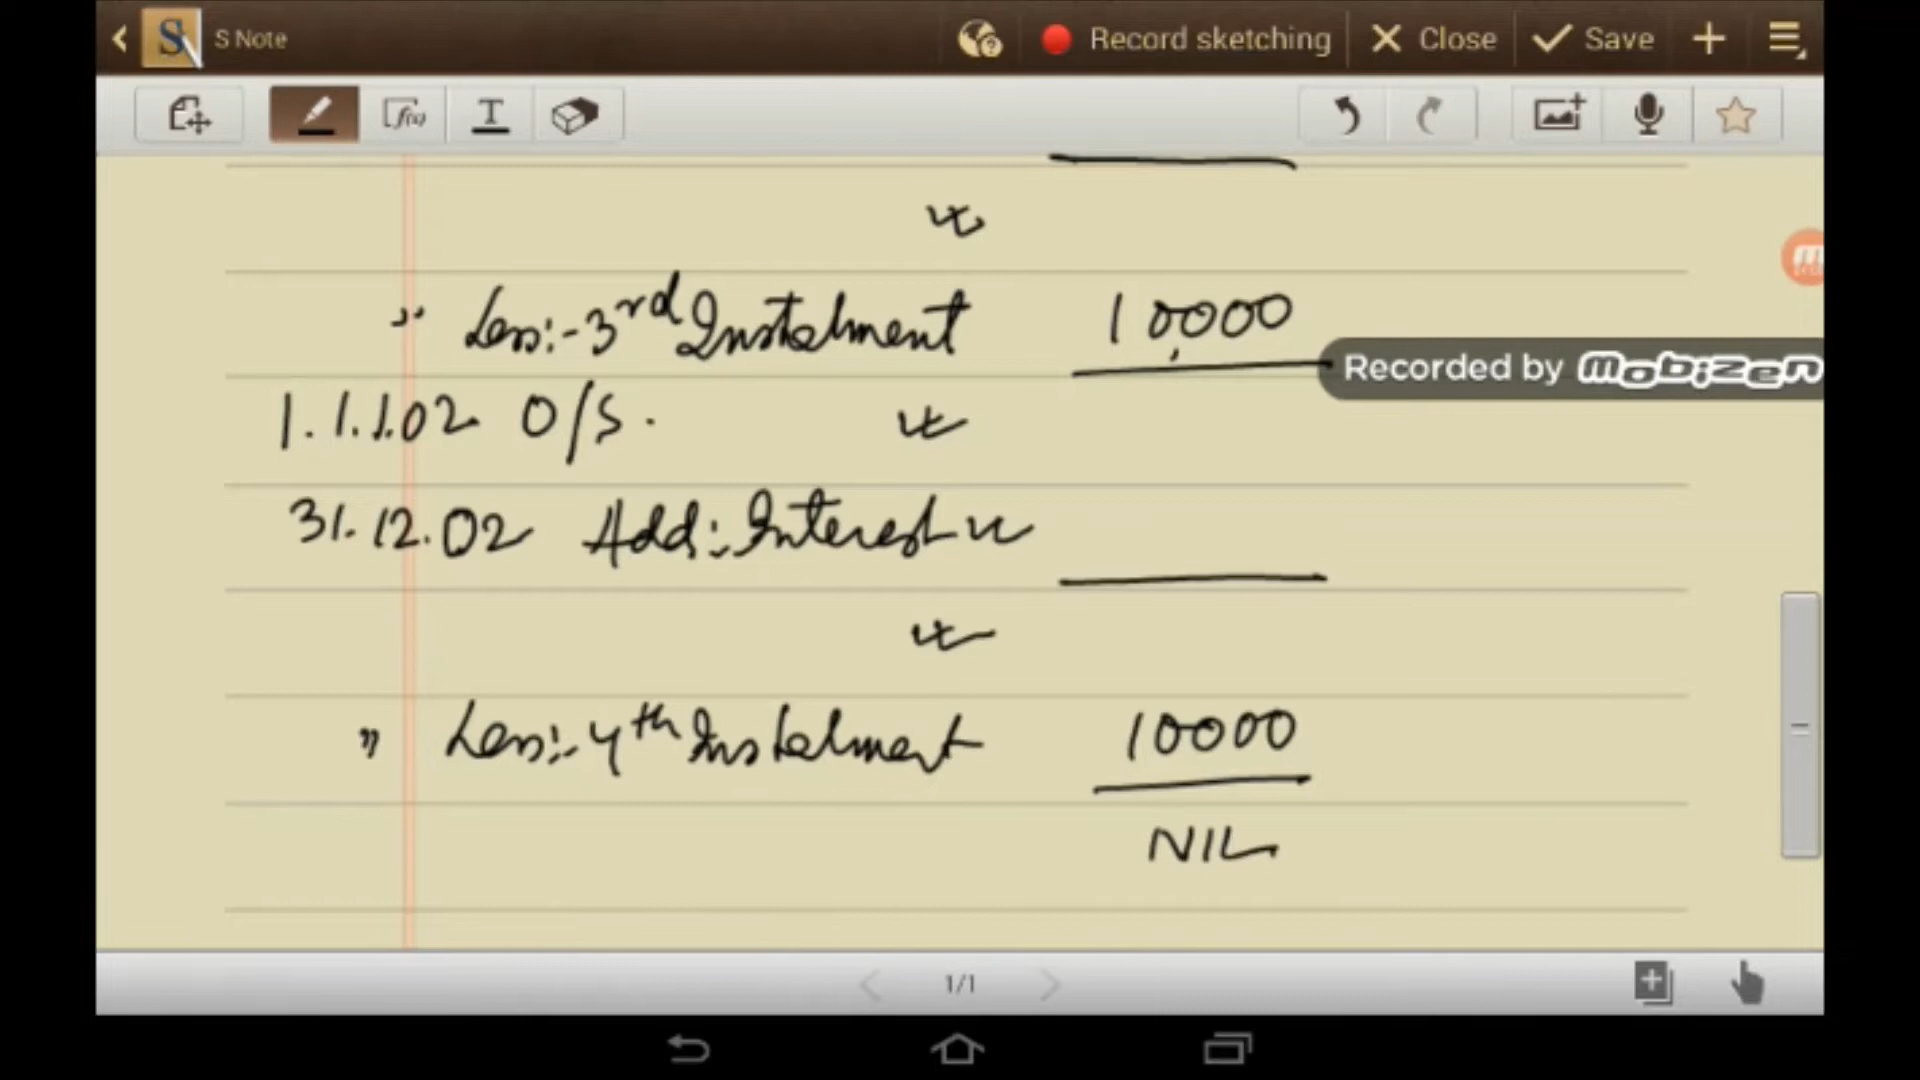 S Note
Record sketching
Close
Save
" Less:- 3rd Instalment 10,000
Recorded by mobizen
1.1.02 O/S.
31.12.02 Add:- Interest
" Less:- 4th Instalment 10000
NIL
1/1